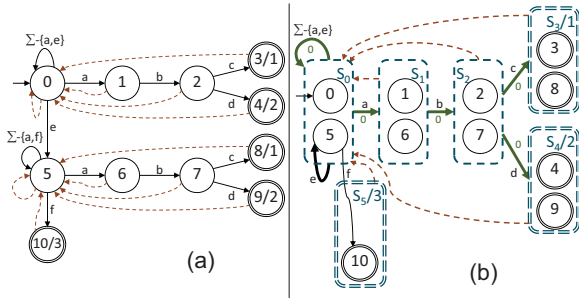 Σ-{a,e}
0
a
1
b
2
c
3/1
d
4/2
e
Σ-{a,f}
5
a
6
b
7
c
8/1
d
9/2
f
10/3
(a)
Σ-{a,e}
0
S0
S1
S2
S3/1
0
a
0
1
b
0
2
c
0
3
8
5
6
7
0
d
S4/2
4
9
e
f
S5/3
10
(b)